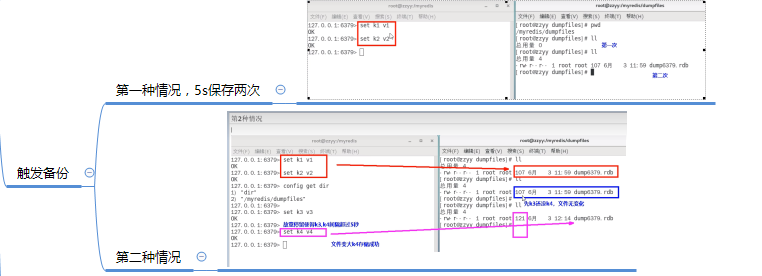 触发备份
第一种情况，5s保存两次
root@zzyy:/myredis
文件(F) 编辑(E) 查看(V) 搜索(S) 终端(T) 帮助(H)
127.0.0.1:6379> set k1 v1
OK
127.0.0.1:6379> set k2 v2
OK
127.0.0.1:6379>
root@zzyy:/myredis/dumpfiles
文件(F) 编辑(E) 查看(V) 搜索(S) 终端(T) 帮助(H)
[root@zzyy dumpfiles]# pwd
/myredis/dumpfiles
[root@zzyy dumpfiles]# ll
总用量 0
第一次
[root@zzyy dumpfiles]# ll
总用量 4
-rw-r--r-- 1 root root 107 6月 3 11:59 dump6379.rdb
[root@zzyy dumpfiles]#
第二次
第二种情况
第2种情况
root@zzyy:/myredis
文件(F) 编辑(E) 查看(V) 搜索(S) 终端(T) 帮助(H)
127.0.0.1:6379> set k1 v1
OK
127.0.0.1:6379> set k2 v2
OK
127.0.0.1:6379> config get dir
1) "dir"
2) "/myredis/dumpfiles"
127.0.0.1:6379>
127.0.0.1:6379> set k3 v3
OK
127.0.0.1:6379>
127.0.0.1:6379> set k4 v4
OK
文件变大k4存储成功
127.0.0.1:6379>
root@zzyy:/myredis/dumpfiles
文件(F) 编辑(E) 查看(V) 搜索(S) 终端(T) 帮助(H)
[root@zzyy dumpfiles]# ll
总用量 4
-rw-r--r-- 1 root root 107 6月 3 11:59 dump6379.rdb
[root@zzyy dumpfiles]# ll
总用量 4
-rw-r--r-- 1 root root 107 6月 3 11:59 dump6379.rdb
[root@zzyy dumpfiles]# ll
总用量 4
-rw-r--r-- 1 root root 121 6月 3 12:14 dump6379.rdb
[root@zzyy dumpfiles]#